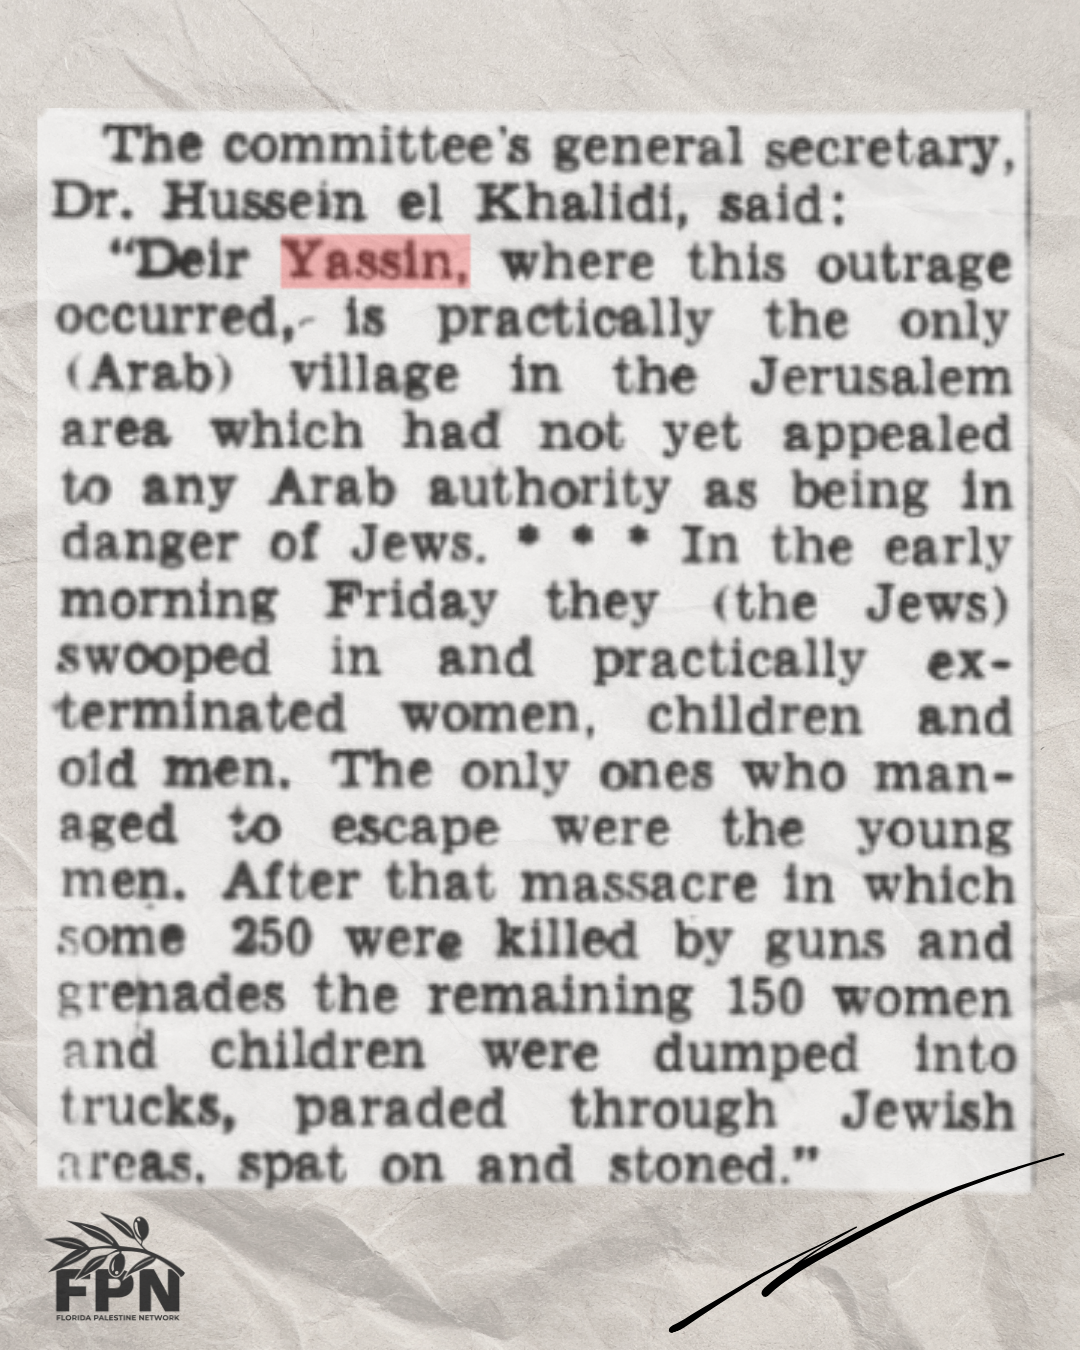 The committee's general secretary,
Dr. Hussein el Khalidi, said:
"Deir Yassin, where this outrage
occurred, is practically the only
(Arab) village in the Jerusalem
area which had not yet appealed
to any Arab authority as being in
danger of Jews. * * * In the early
morning Friday they (the Jews)
swooped in and practically ex-
terminated women, children and
old men. The only ones who man-
aged to escape were the young
men. After that massacre in which
some 250 were killed by guns and
grenades the remaining 150 women
and children were dumped into
trucks, paraded through Jewish
areas, spat on and stoned."
FPN
FLORIDA PALESTINE NETWORK